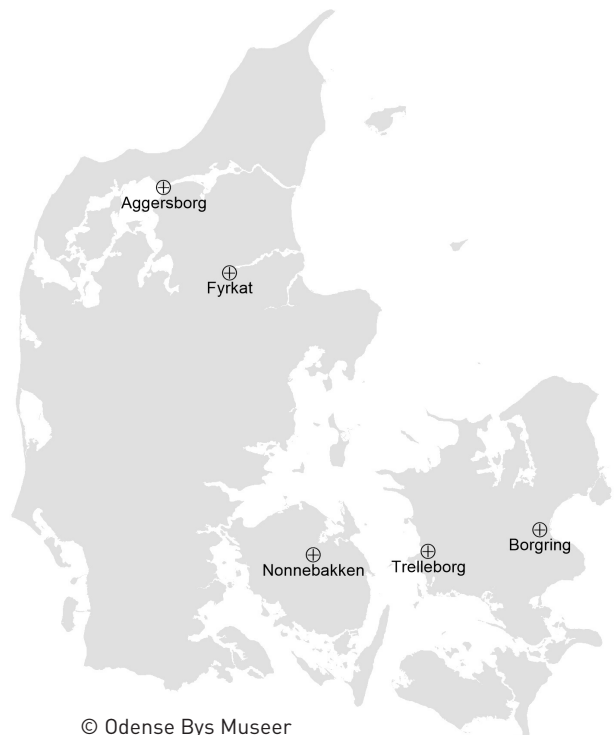 Aggersborg
Fyrkat
Borgring
Trelleborg
Nonnebakken
© Odense Bys Museer